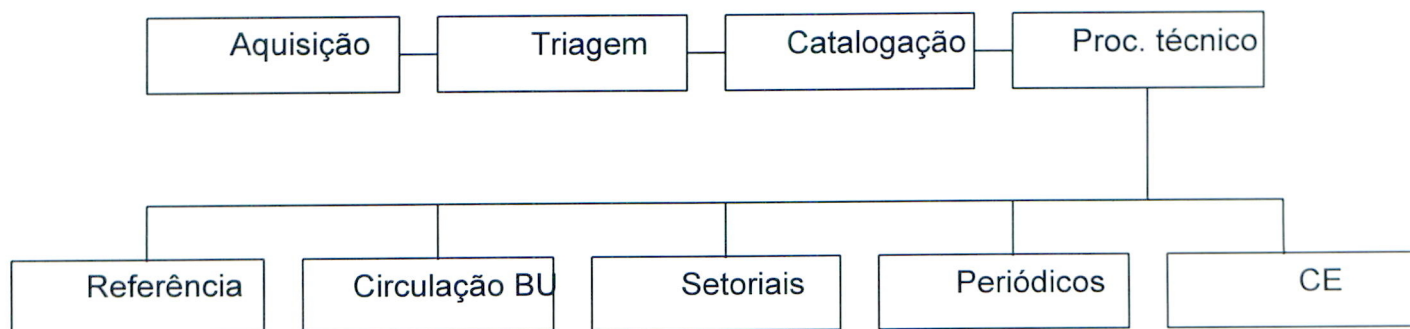 Aquisição
Triagem
Catalogação
Proc. técnico
Referência
Circulação BU
Setoriais
Periódicos
CE